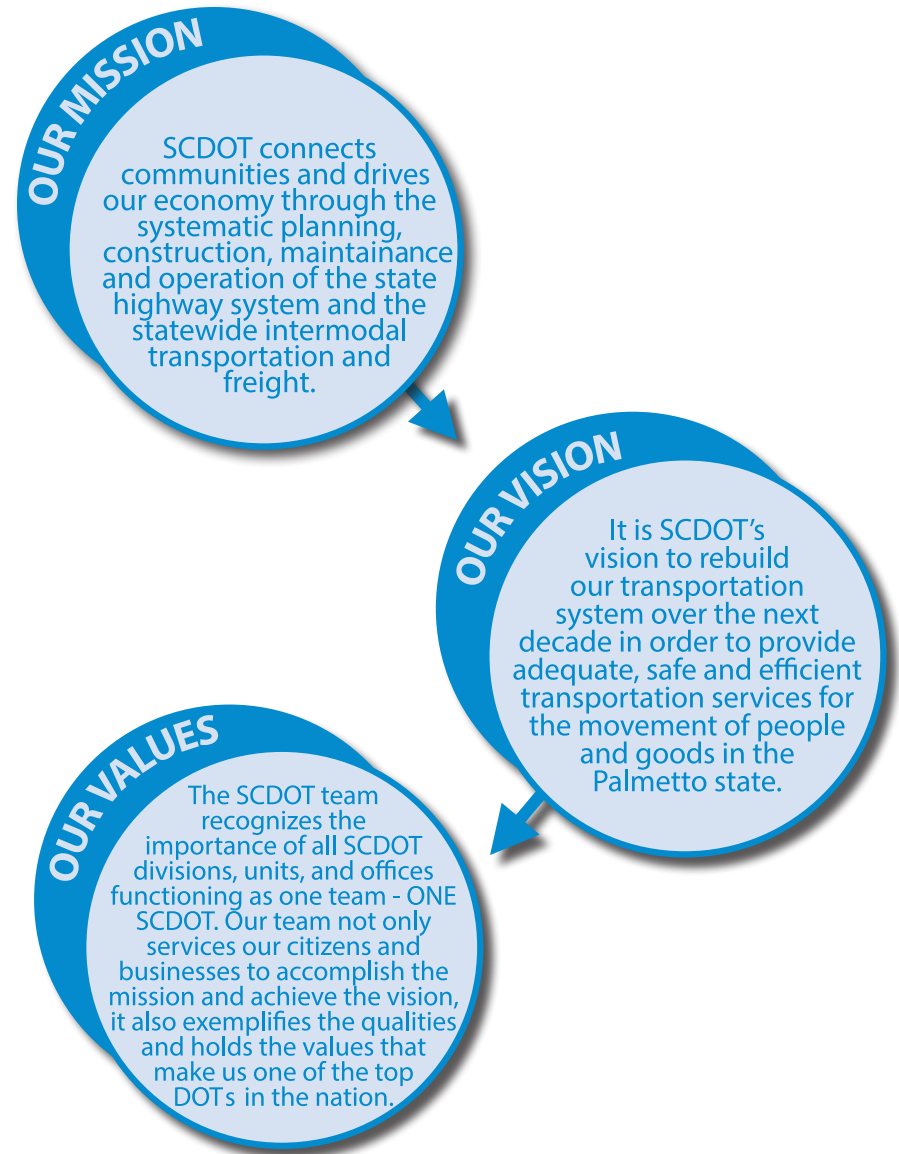 OUR MISSION
SCDOT connects
communities and drives
our economy through the
systematic planning,
construction, maintainance
and operation of the state
highway system and the
statewide intermodal
transportation and
freight.
OUR VISION
It is SCDOT’s
vision to rebuild
our transportation
system over the next
decade in order to provide
adequate, safe and efficient
transportation services for
the movement of people
and goods in the
Palmetto state.
OUR VALUES
The SCDOT team
recognizes the
importance of all SCDOT
divisions, units, and offices
functioning as one team - ONE
SCDOT. Our team not only
services our citizens and
businesses to accomplish the
mission and achieve the vision,
it also exemplifies the qualities
and holds the values that
make us one of the top
DOTs in the nation.